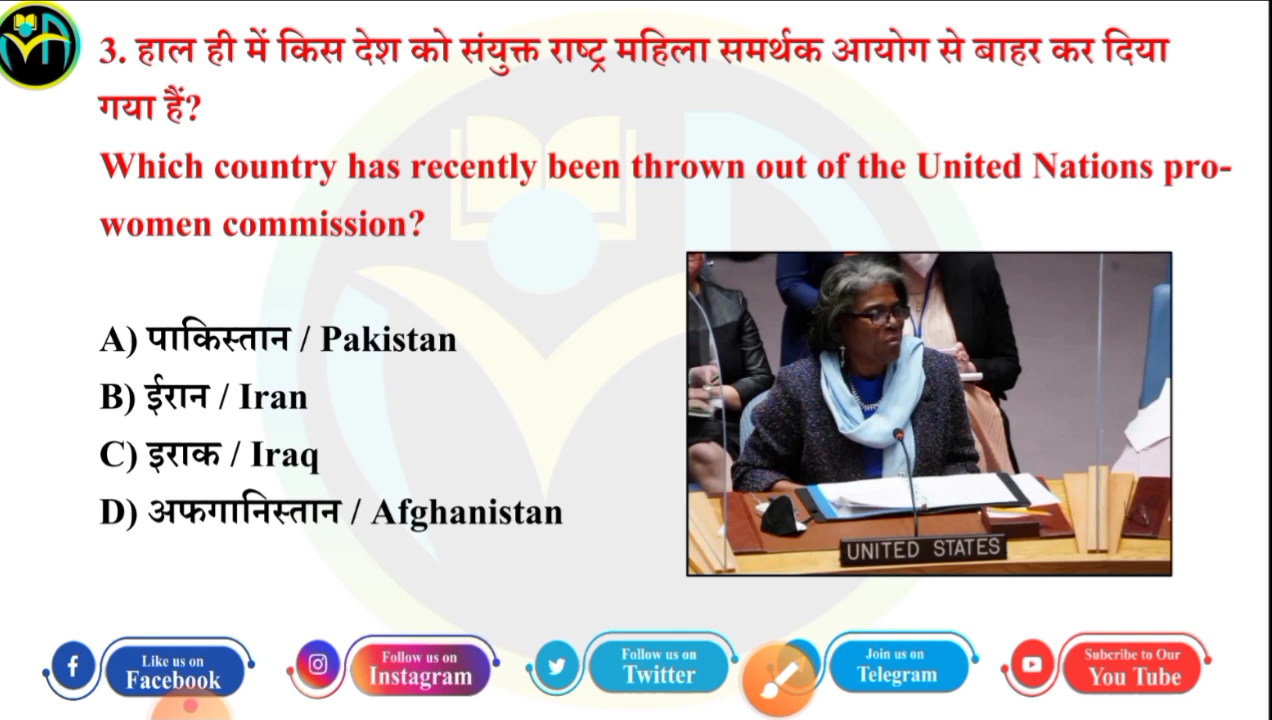 3. हाल ही में किस देश को संयुक्त राष्ट्र महिला समर्थक आयोग से बाहर कर दिया
गया हैं?
Which country has recently been thrown out of the United Nations pro-
women commission?
A) पाकिस्तान / Pakistan
B) ईरान / Iran
C) इराक / Iraq
D) अफगानिस्तान / Afghanistan
UNITED STATES
Like us on
Facebook
Follow us on
Instagram
Follow us on
Twitter
Join us on
Telegram
Subcribe to Our
You Tube